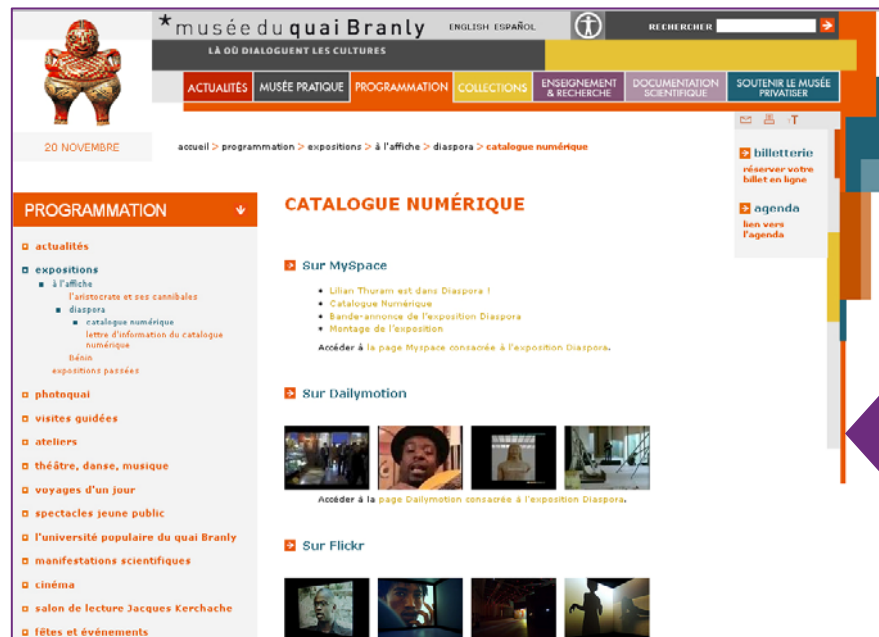 *musée du quai Branly
ENGLISH ESPAÑOL
RECHERCHER
LÀ OÙ DIALOGUENT LES CULTURES
ACTUALITÉS
MUSÉE PRATIQUE
PROGRAMMATION
COLLECTIONS
ENSEIGNEMENT
& RECHERCHE
DOCUMENTATION
SCIENTIFIQUE
SOUTENIR LE MUSÉE
PRIVATISER
T
20 NOVEMBRE
accueil > programmation > expositions > à l'affiche > diaspora > catalogue numérique
billetterie
réserver votre
billet en ligne
agenda
lien vers
l'agenda
PROGRAMMATION
actualités
expositions
à l'affiche
l'aristocrate et ses cannibales
diaspora
catalogue numérique
lettre d'information du catalogue
numérique
Bénin
expositions passées
photoquai
visites guidées
ateliers
théâtre, danse, musique
voyages d'un jour
spectacles jeune public
l'université populaire du quai Branly
manifestations scientifiques
cinéma
salon de lecture Jacques Kerchache
fêtes et événements
CATALOGUE NUMÉRIQUE
Sur MySpace
Lilian Thuram est dans Diaspora !
Catalogue Numérique
Bande-annonce de l'exposition Diaspora
Montage de l'exposition
Accéder à la page Myspace consacrée à l'exposition Diaspora.
Sur Dailymotion
Accéder à la page Dailymotion consacrée à l'exposition Diaspora.
Sur Flickr